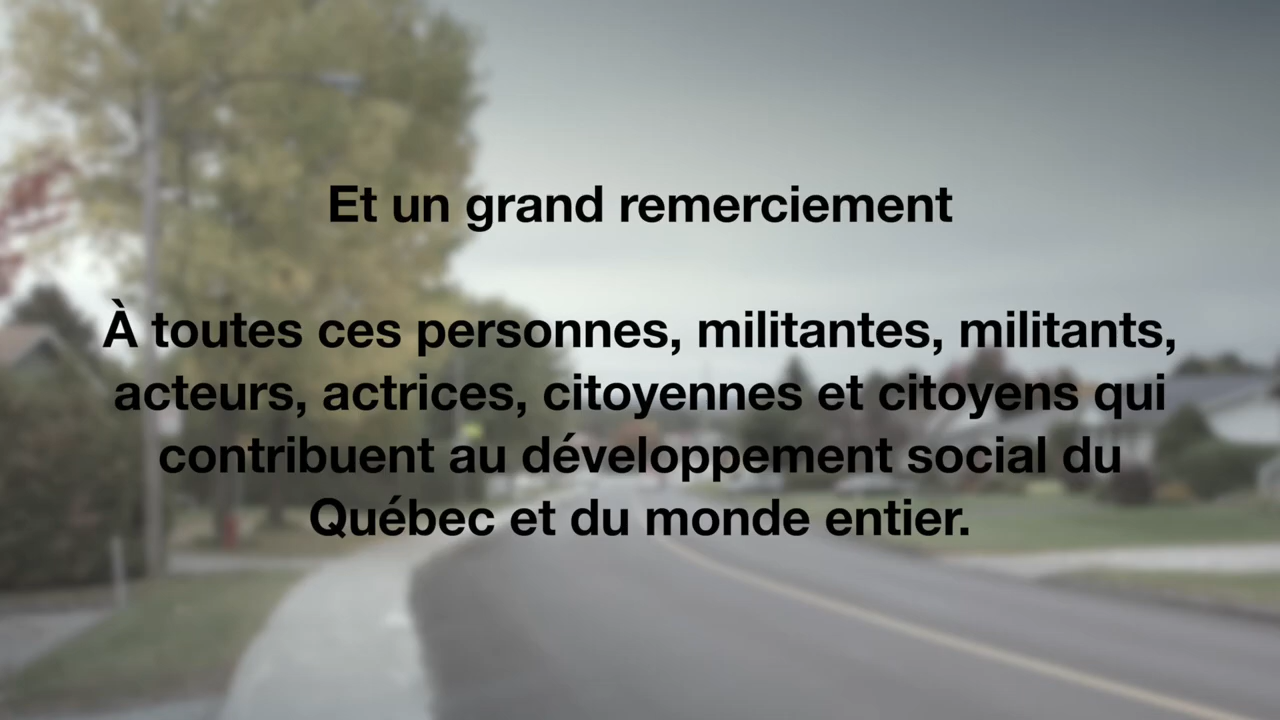 Et un grand remerciement
À toutes ces personnes, militantes, militants,
acteurs, actrices, citoyennes et citoyens qui
contribuent au développement social du
Québec et du monde entier.